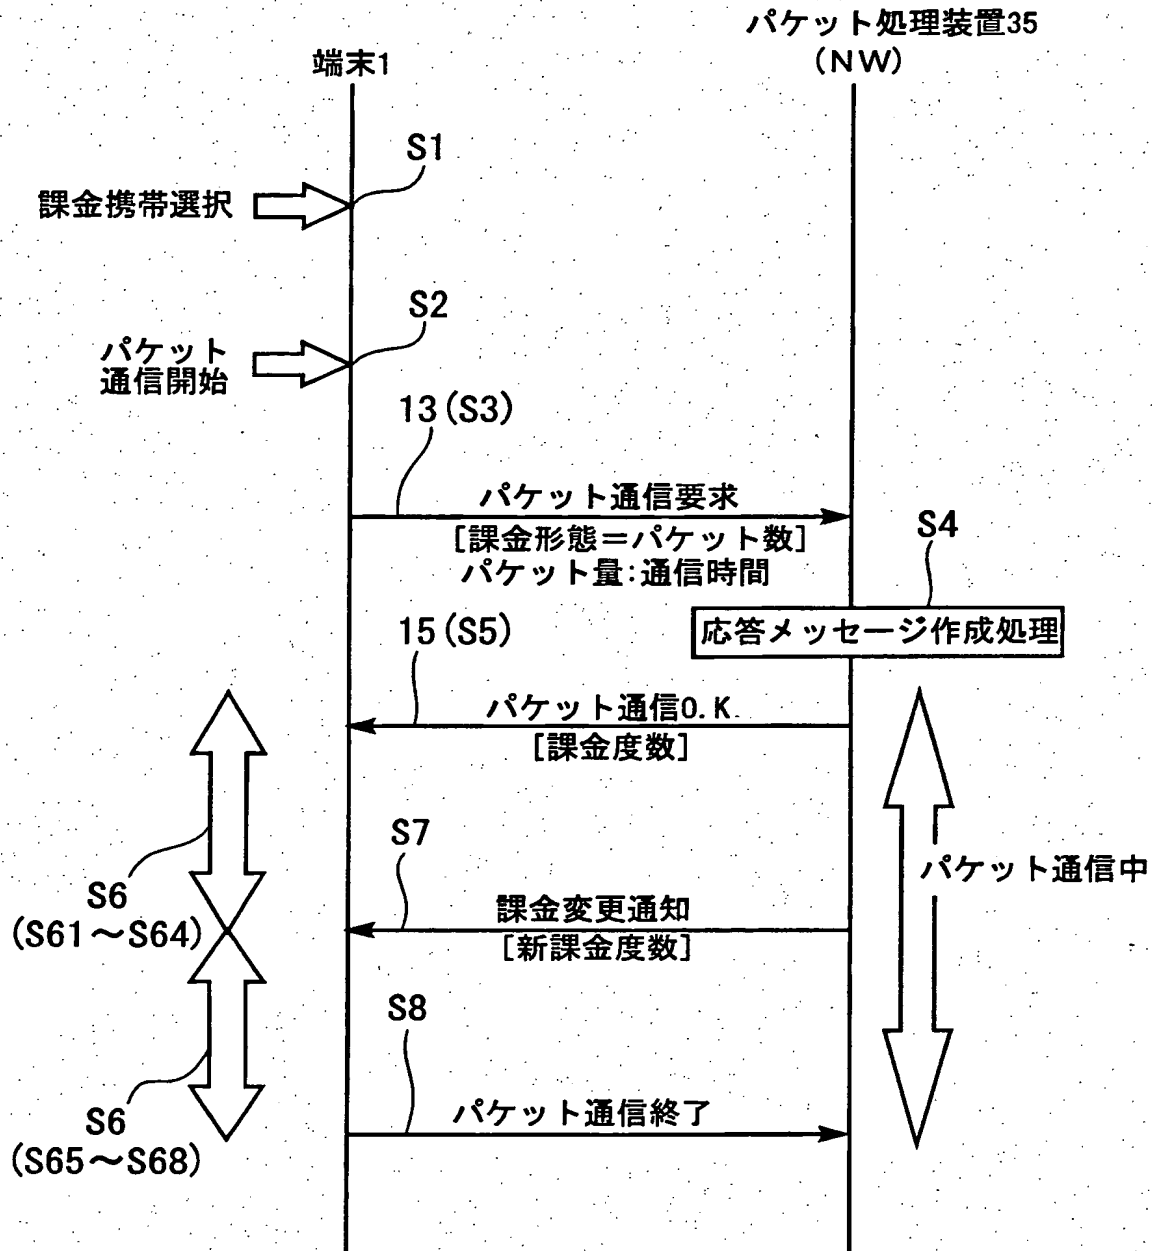 パケット処理装置35
(NW)
端末1
S1
課金携帯選択
S2
パケット
通信開始
13(S3)
パケット通信要求
[課金形態=パケット数]
パケット量:通信時間
S4
応答メッセージ作成処理
15(S5)
パケット通信O.K
[課金度数]
S6
(S61〜S64)
S7
課金変更通知
[新課金度数]
パケット通信中
S8
パケット通信終了
S6
(S65〜S68)